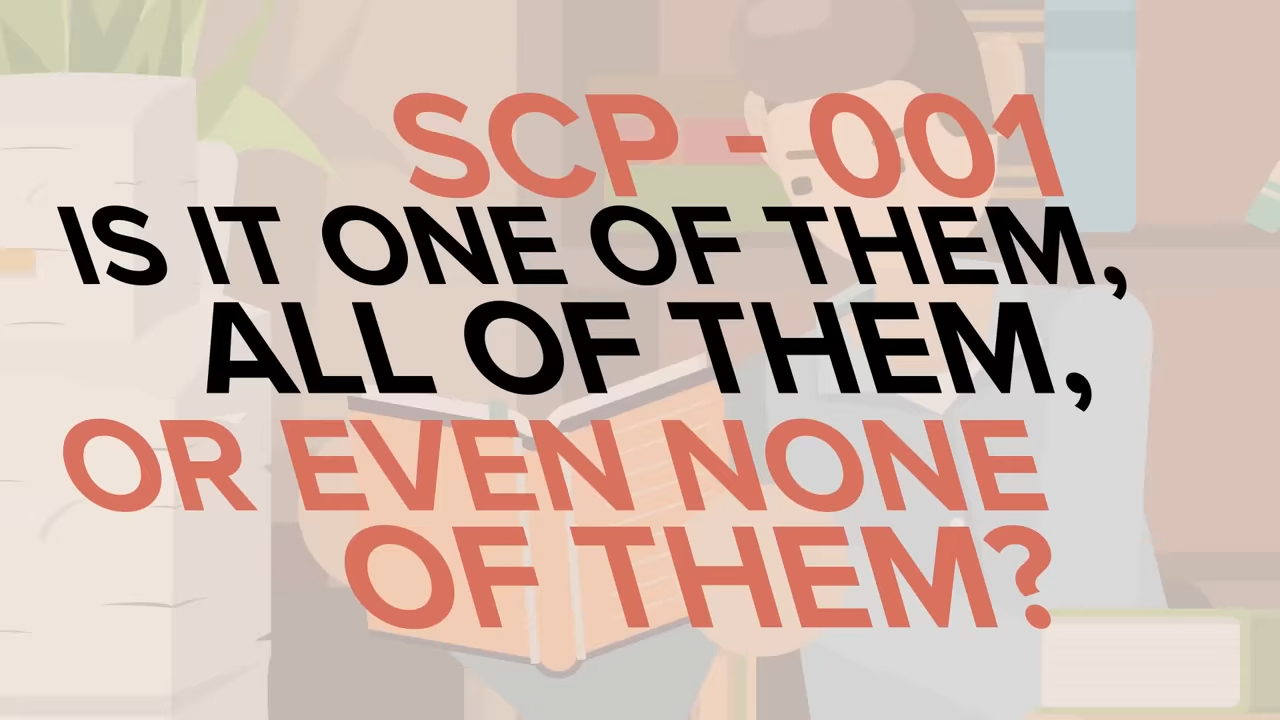 SCP - 001
IS IT ONE OF THEM,
ALL OF THEM,
OR EVEN NONE
OF THEM?